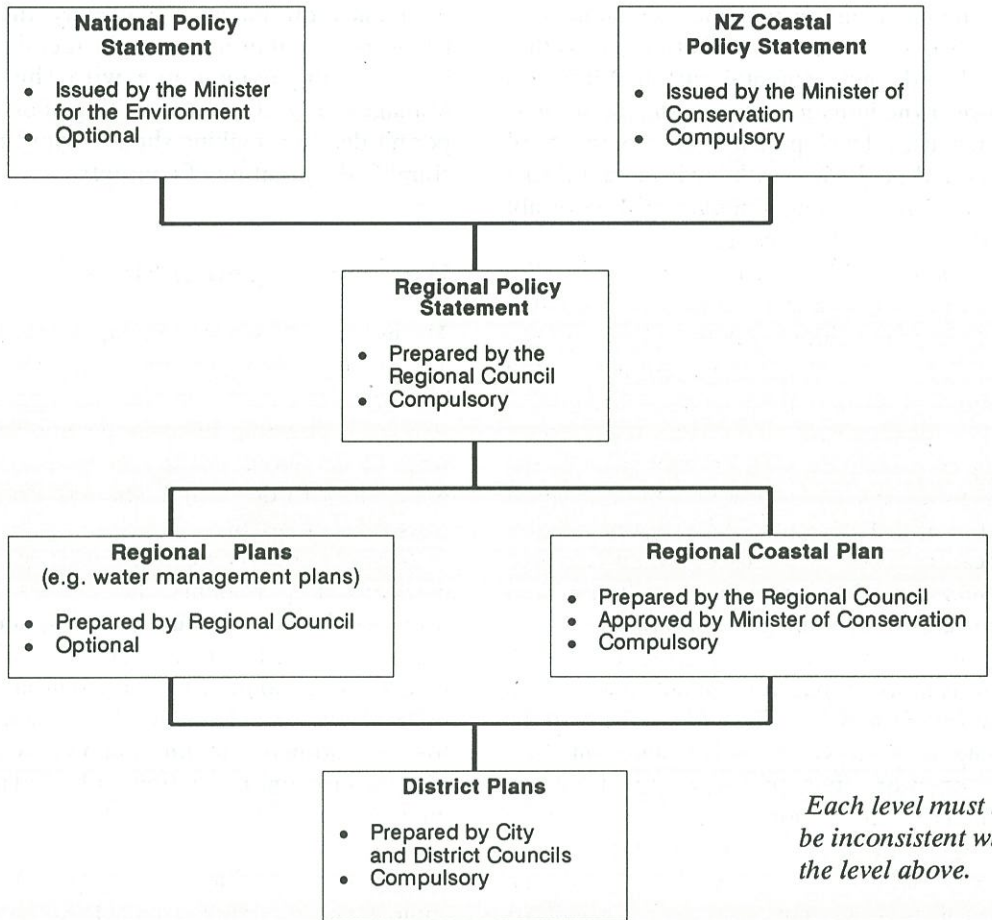 National Policy
Statement
• Issued by the Minister
for the Environment
• Optional
NZ Coastal
Policy Statement
• Issued by the Minister of
Conservation
• Compulsory
Regional Policy
Statement
• Prepared by the
Regional Council
• Compulsory
Regional Plans
(e.g. water management plans)
• Prepared by Regional Council
• Optional
Regional Coastal Plan
• Prepared by the Regional Council
• Approved by Minister of Conservation
• Compulsory
District Plans
• Prepared by City
and District Councils
• Compulsory
Each level must
be inconsistent
the level above.